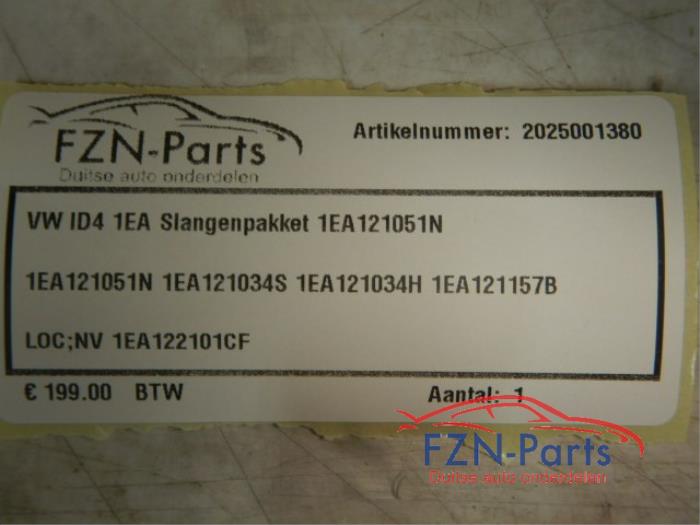 FZN-Parts
Duitse auto onderdelen
Artikelnummer: 2025001380
VW ID4 1EA Slangenpakket 1EA121051N
1EA121051N 1EA121034S 1EA121034H 1EA121157B
LOC;NV 1EA122101CF
€ 199.00 BTW
Aantal: 1
FZN-Parts
Duitse auto onderdelen